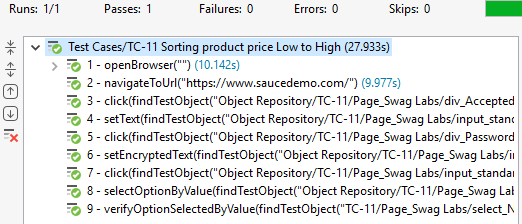 Runs: 1/1 Passes: 1 Failures: 0 Errors: 0 Skips: 0
Test Cases/TC-11 Sorting product price Low to High (27.933s)
1 - openBrowser("") (10.142s)
2 - navigateToUrl("https://www.saucedemo.com/") (9.977s)
3 - click(findTestObject("Object Repository/TC-11/Page_Swag Labs/div_Accepted
4 - setText(findTestObject("Object Repository/TC-11/Page_Swag Labs/input_stand
5 - click(findTestObject("Object Repository/TC-11/Page_Swag Labs/div_Password
6 - setEncryptedText(findTestObject("Object Repository/TC-11/Page_Swag Labs/in
7 - click(findTestObject("Object Repository/TC-11/Page_Swag Labs/input_standar
8 - selectOptionByValue(findTestObject("Object Repository/TC-11/Page_Swag Lab
9 - verifyOptionSelectedByValue(findTestObject("TC-11/Page_Swag Labs/select_N